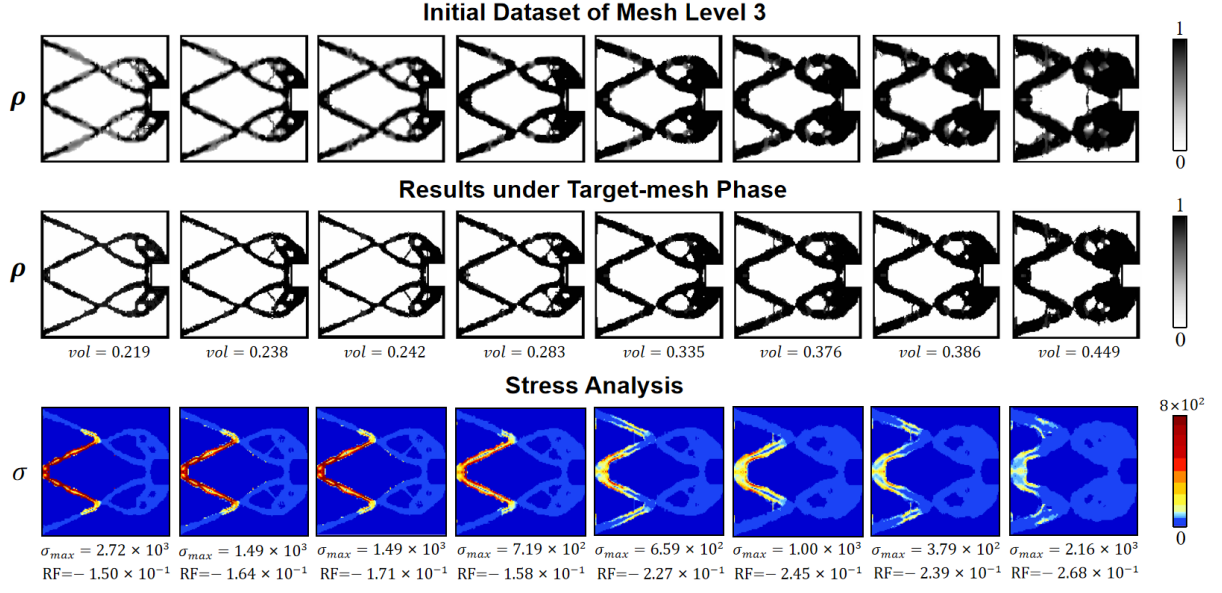 Initial Dataset of Mesh Level 3
1
ρ
0
Results under Target-mesh Phase
1
ρ
0
vol = 0.219 vol = 0.238 vol = 0.242 vol = 0.283 vol = 0.335 vol = 0.376 vol = 0.386 vol = 0.449
Stress Analysis
8×10²
σ
0
σmax = 2.72 × 10³ σmax = 1.49 × 10³ σmax = 1.49 × 10³ σmax = 7.19 × 10² σmax = 6.59 × 10² σmax = 1.00 × 10³ σmax = 3.79 × 10² σmax = 2.16 × 10³
RF=− 1.50 × 10⁻¹ RF=− 1.64 × 10⁻¹ RF=− 1.71 × 10⁻¹ RF=− 1.58 × 10⁻¹ RF=− 2.27 × 10⁻¹ RF=− 2.45 × 10⁻¹ RF=− 2.39 × 10⁻¹ RF=− 2.68 × 10⁻¹